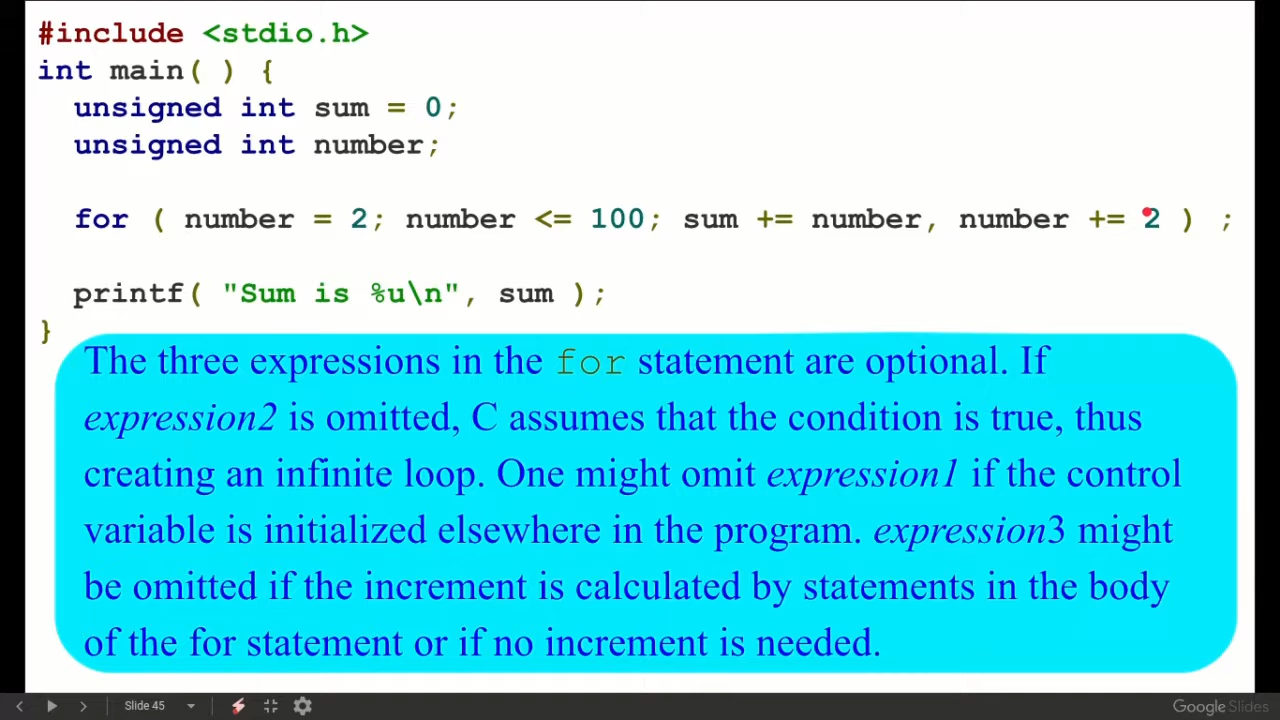 #include <stdio.h>
int main( ) {
unsigned int sum = 0;
unsigned int number;
for ( number = 2; number <= 100; sum += number, number += 2 ) ;
printf( "Sum is %u\n", sum );
}
The three expressions in the for statement are optional. If
expression2 is omitted, C assumes that the condition is true, thus
creating an infinite loop. One might omit expression1 if the control
variable is initialized elsewhere in the program. expression3 might
be omitted if the increment is calculated by statements in the body
of the for statement or if no increment is needed.
Slide 45
Google Slides